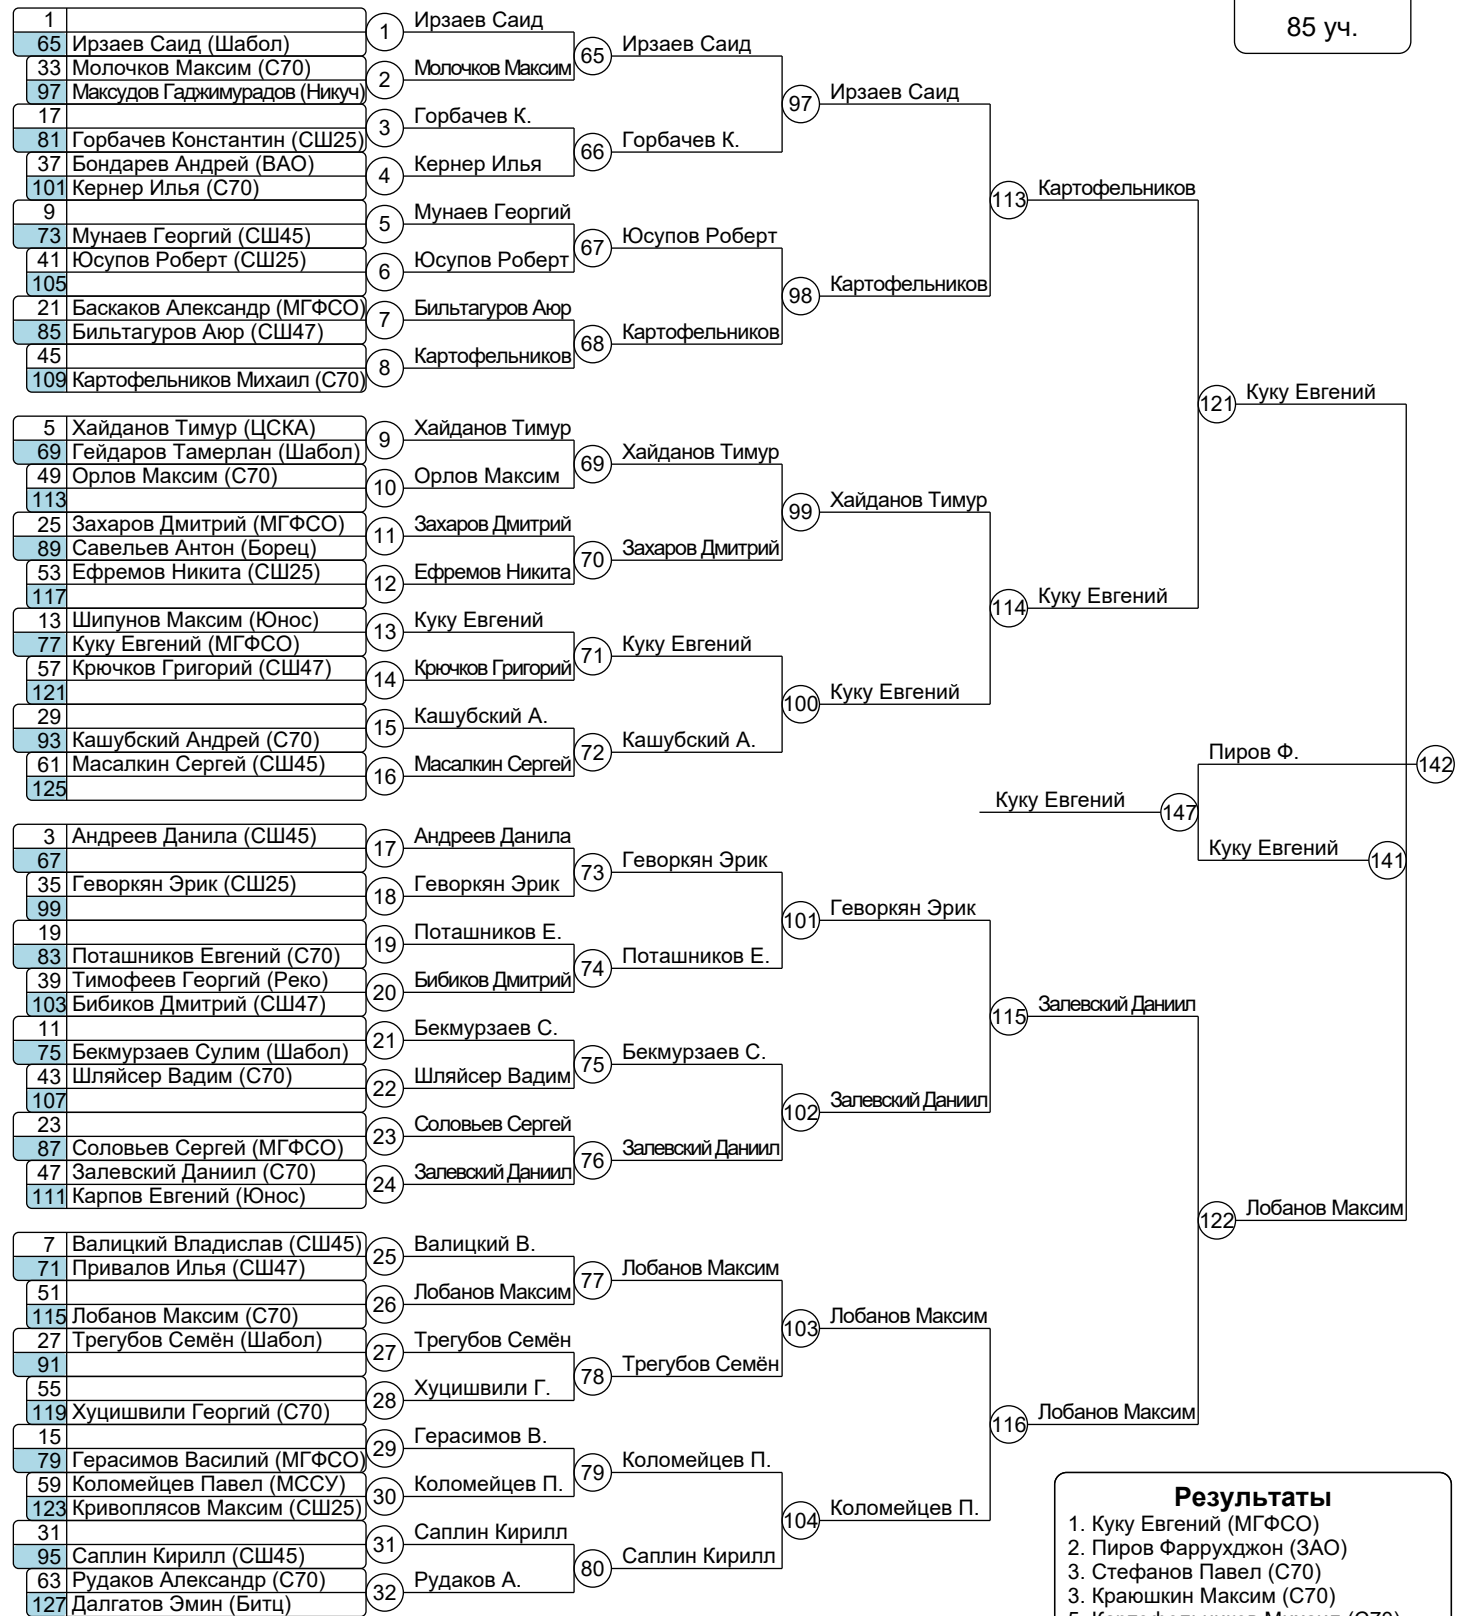 85 уч.
1
65 Ирзаев Саид (Шабол)
33 Молочков Максим (С70)
97 Максудов Гаджимурадов (Никуч)
17
81 Горбачев Константин (СШ25)
37 Бондарев Андрей (ВАО)
101 Кернер Илья (С70)
9
73 Мунаев Георгий (СШ45)
41 Юсупов Роберт (СШ25)
105
21 Баскаков Александр (МГФСО)
85 Бильтагуров Аюр (СШ47)
45
109 Картофельников Михаил (С70)
5 Хайданов Тимур (ЦСКА)
69 Гейдаров Тамерлан (Шабол)
49 Орлов Максим (С70)
113
25 Захаров Дмитрий (МГФСО)
89 Савельев Антон (Борец)
53 Ефремов Никита (СШ25)
117
13 Шипунов Максим (Юнос)
77 Куку Евгений (МГФСО)
57 Крючков Григорий (СШ47)
121
29
93 Кашубский Андрей (С70)
61 Масалкин Сергей (СШ45)
125
3 Андреев Данила (СШ45)
67
35 Геворкян Эрик (СШ25)
99
19
83 Поташников Евгений (С70)
39 Тимофеев Георгий (Реко)
103 Бибиков Дмитрий (СШ47)
11
75 Бекмурзаев Сулим (Шабол)
43 Шляйсер Вадим (С70)
107
23
87 Соловьев Сергей (МГФСО)
47 Залевский Даниил (С70)
111 Карпов Евгений (Юнос)
7 Валицкий Владислав (СШ45)
71 Привалов Илья (СШ47)
51
115 Лобанов Максим (С70)
27 Трегубов Семён (Шабол)
91
55
119 Хуцишвили Георгий (С70)
15
79 Герасимов Василий (МГФСО)
59 Коломейцев Павел (МССУ)
123 Кривоплясов Максим (СШ25)
31
95 Саплин Кирилл (СШ45)
63 Рудаков Александр (С70)
127 Далгатов Эмин (Битц)
1 Ирзаев Саид
2 Молочков Максим
3 Горбачев К.
4 Кернер Илья
5 Мунаев Георгий
6 Юсупов Роберт
7 Бильтагуров Аюр
8 Картофельников
9 Хайданов Тимур
10 Орлов Максим
11 Захаров Дмитрий
12 Ефремов Никита
13 Куку Евгений
14 Крючков Григорий
15 Кашубский А.
16 Масалкин Сергей
17 Андреев Данила
18 Геворкян Эрик
19 Поташников Е.
20 Бибиков Дмитрий
21 Бекмурзаев С.
22 Шляйсер Вадим
23 Соловьев Сергей
24 Залевский Даниил
25 Валицкий В.
26 Лобанов Максим
27 Трегубов Семён
28 Хуцишвили Г.
29 Герасимов В.
30 Коломейцев П.
31 Саплин Кирилл
32 Рудаков А.
65 Ирзаев Саид
66 Горбачев К.
67 Юсупов Роберт
68 Картофельников
69 Хайданов Тимур
70 Захаров Дмитрий
71 Куку Евгений
72 Кашубский А.
73 Геворкян Эрик
74 Поташников Е.
75 Бекмурзаев С.
76 Залевский Даниил
77 Лобанов Максим
78 Трегубов Семён
79 Коломейцев П.
80 Саплин Кирилл
97 Ирзаев Саид
98 Картофельников
99 Хайданов Тимур
100 Куку Евгений
101 Геворкян Эрик
102 Залевский Даниил
103 Лобанов Максим
104 Коломейцев П.
113 Картофельников
114 Куку Евгений
115 Залевский Даниил
116 Лобанов Максим
121 Куку Евгений
122 Лобанов Максим
Пиров Ф. 142
Куку Евгений 147
Куку Евгений 141
Результаты
1. Куку Евгений (МГФСО)
2. Пиров Фаррухджон (ЗАО)
3. Стефанов Павел (С70)
3. Краюшкин Максим (С70)
5. Картофельников Михаил (С70)